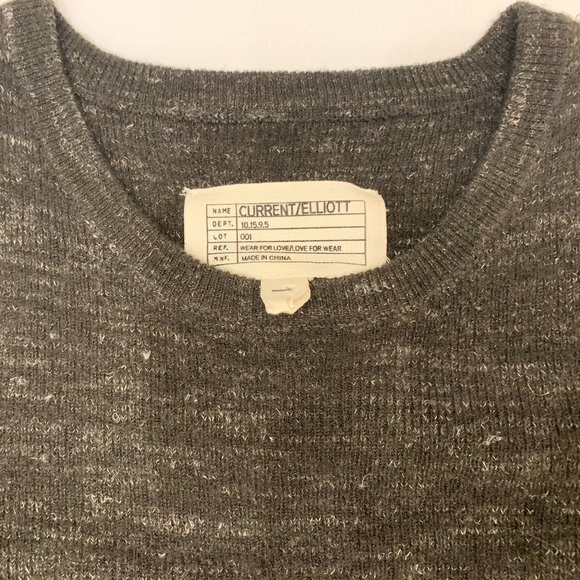 NAME CURRENT/ELLIOTT
DEPT. 10.15.9.5
LOT 001
REF. WEAR FOR LOVE/LOVE FOR WEAR
MNF. MADE IN CHINA